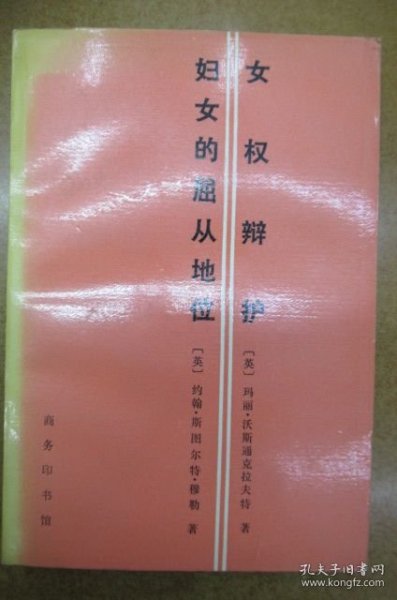 女权辩护
[英] 玛丽·沃斯通克拉夫特 著
妇女的屈从地位
[英] 约翰·斯图尔特·穆勒 著
商务印书馆
孔夫子旧书网
www.kongfz.com